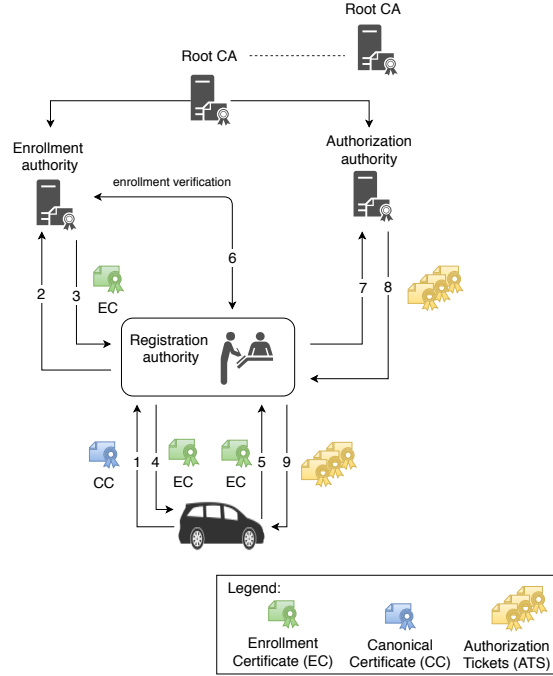 Root CA
Root CA
Enrollment
authority
Authorization
authority
enrollment verification
2
3
EC
6
7
8
Registration
authority
CC
1
4
EC
EC
5
9
Legend:
Enrollment
Certificate (EC)
Canonical
Certificate (CC)
Authorization
Tickets (ATS)